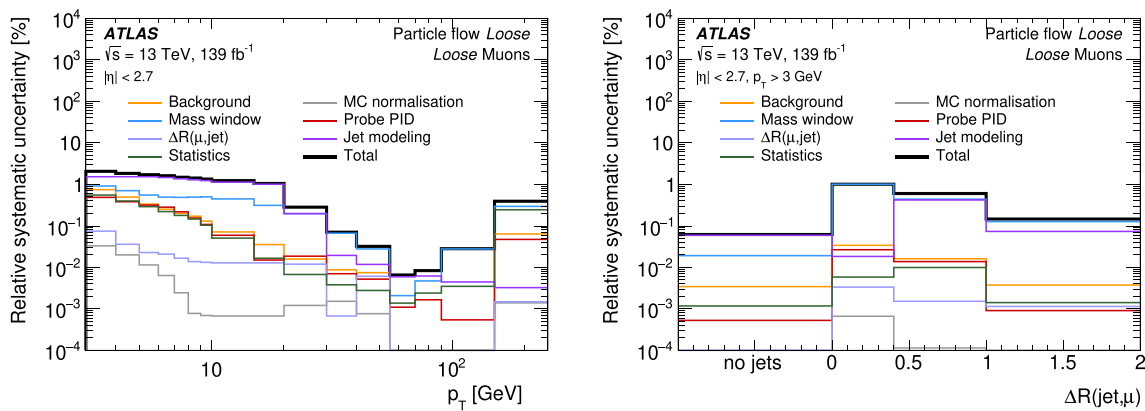 Relative systematic uncertainty [%]
10⁴
10³
10²
10
1
10⁻¹
10⁻²
10⁻³
10⁻⁴
ATLAS
√s = 13 TeV, 139 fb⁻¹
|η| < 2.7
Particle flow Loose
Loose Muons
Background
Mass window
ΔR(μ,jet)
Statistics
MC normalisation
Probe PID
Jet modeling
Total
10
10²
p_T [GeV]
Relative systematic uncertainty [%]
10⁴
10³
10²
10
1
10⁻¹
10⁻²
10⁻³
10⁻⁴
ATLAS
√s = 13 TeV, 139 fb⁻¹
|η| < 2.7, p_T > 3 GeV
Particle flow Loose
Loose Muons
Background
Mass window
ΔR(μ,jet)
Statistics
MC normalisation
Probe PID
Jet modeling
Total
no jets
0
0.5
1
1.5
2
ΔR(jet,μ)